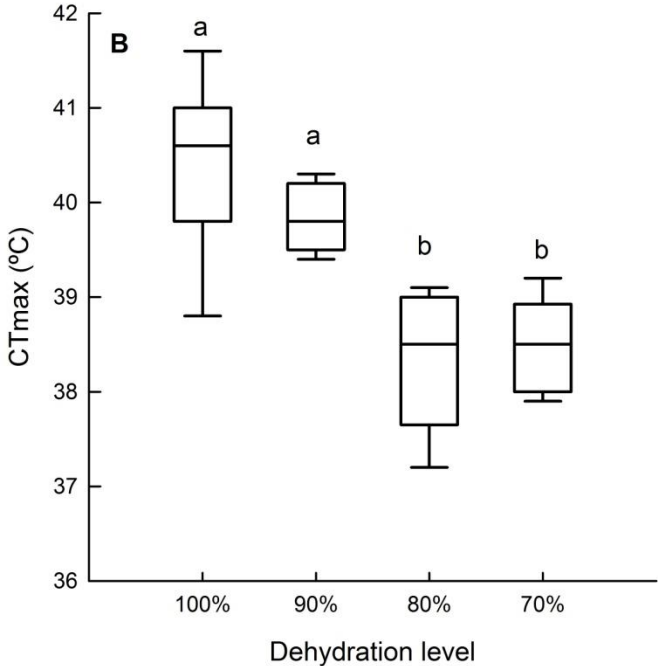 B
a
a
b
b
42
41
40
39
38
37
36
CTmax (ºC)
100% 90% 80% 70%
Dehydration level